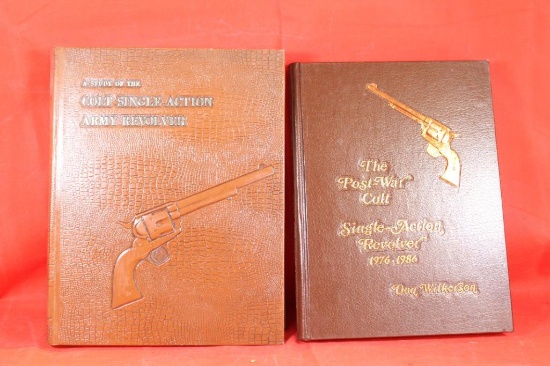 A STUDY OF THE
COLT SINGLE ACTION
ARMY REVOLVER
"The
"Post-War"
Colt
Single-Action
Revolver"
1976-1986
Don Wilkerson